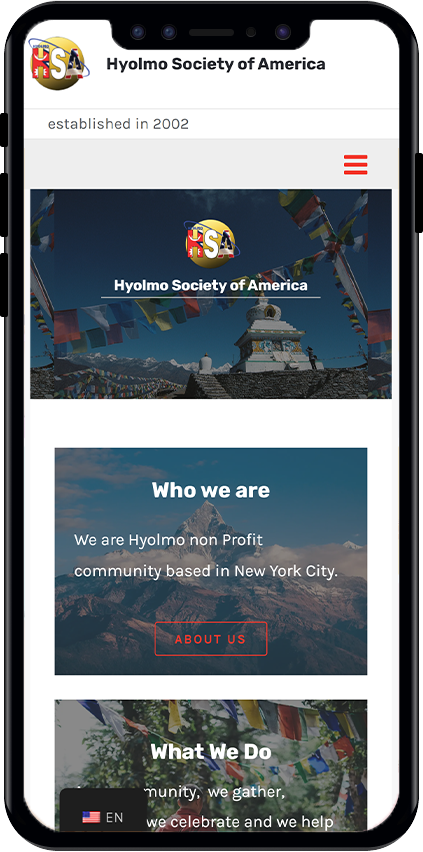 HSA
Hyolmo Society of America
established in 2002
HSA
Hyolmo Society of America
Who we are
We are Hyolmo non Profit
community based in New York City.
ABOUT US
What We Do
munity, we gather,
EN
we celebrate and we help